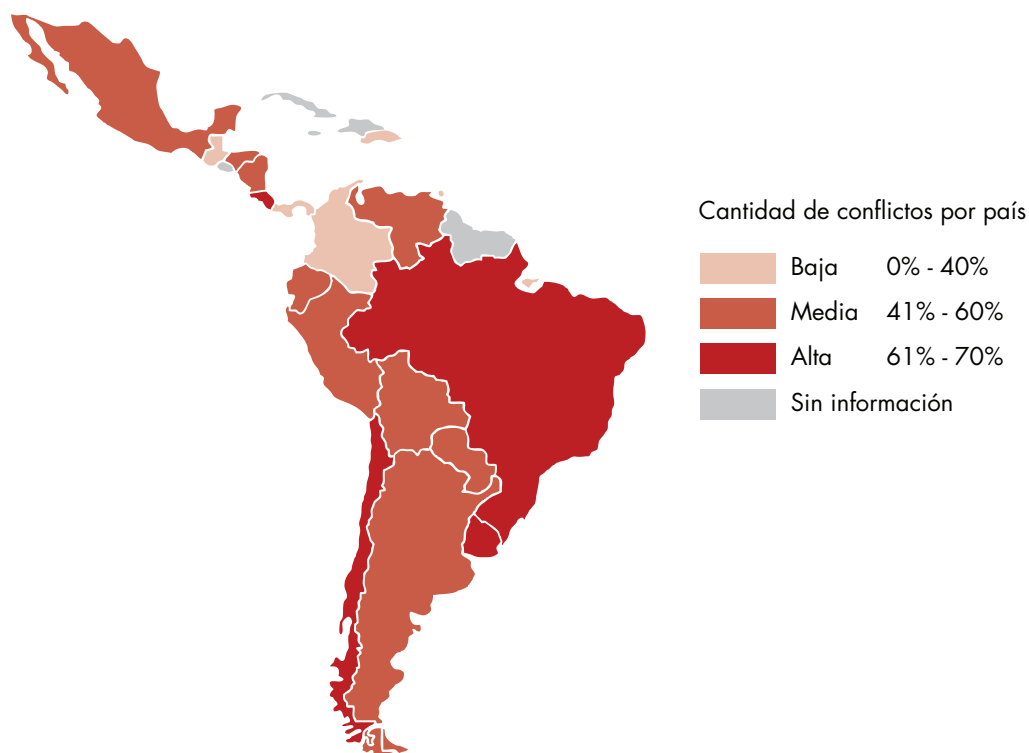 Cantidad de conflictos por país
Baja 0% - 40%
Media 41% - 60%
Alta 61% - 70%
Sin información